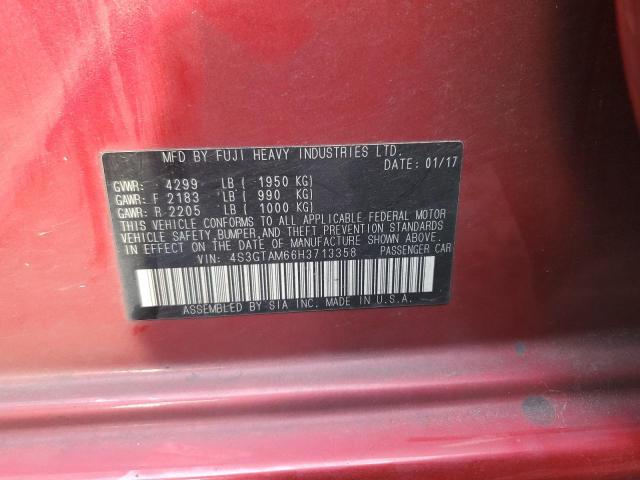 MFD BY FUJI HEAVY INDUSTRIES LTD.
DATE: 01/17
GVWR: 4299 LB ( 1950 KG)
GAWR: F 2183 LB ( 990 KG)
GAWR: R 2205 LB ( 1000 KG)
THIS VEHICLE CONFORMS TO ALL APPLICABLE FEDERAL MOTOR
VEHICLE SAFETY,BUMPER,AND THEFT PREVENTION STANDARDS
IN EFFECT ON THE DATE OF MANUFACTURE SHOWN ABOVE.
VIN: 4S3GTAM66H3713358 PASSENGER CAR
ASSEMBLED BY SIA INC. MADE IN U.S.A.